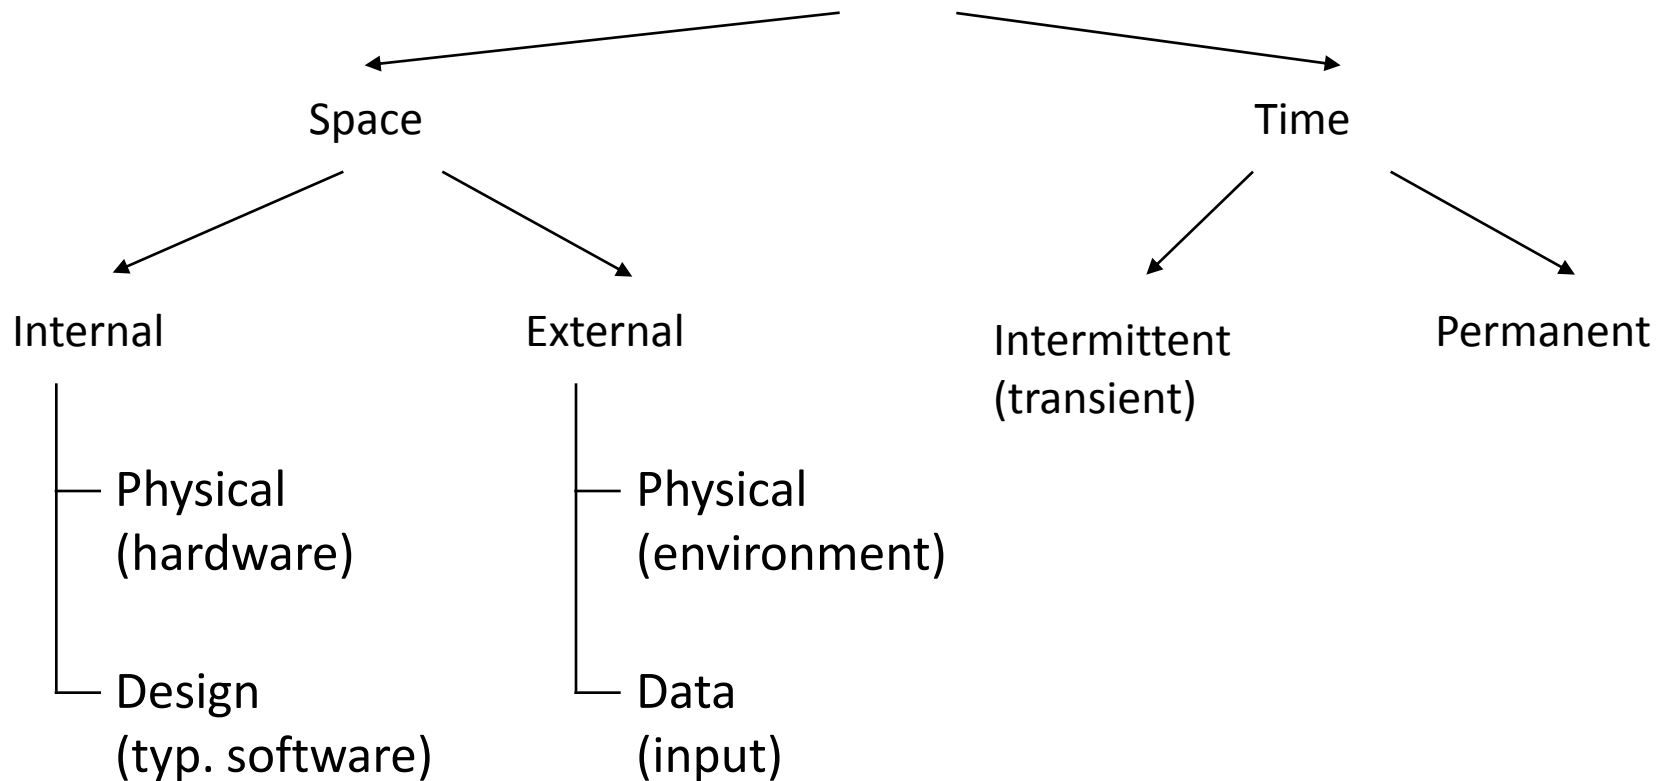 Space
Time
Internal
External
Intermittent
(transient)
Permanent
Physical
(hardware)
Physical
(environment)
Design
(typ. software)
Data
(input)